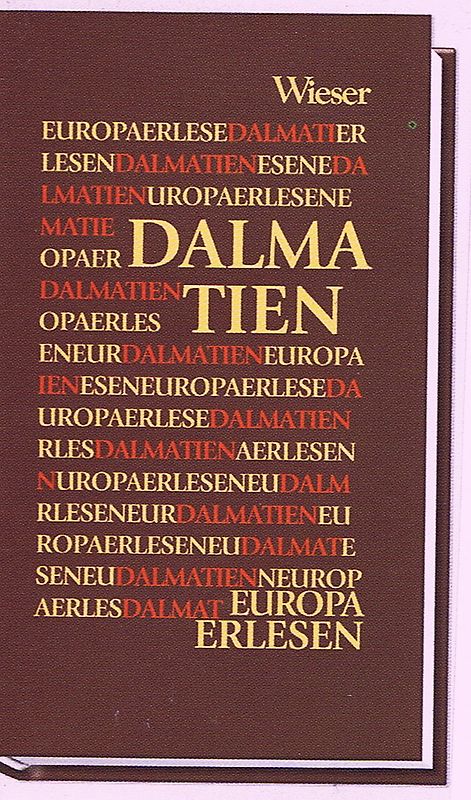 Wieser
EUROPAERLESEDALMATIER
LESENDALMATIENESENEDA
LMATIENUROPAERLESENE
MATIE
OPAER DALMA
DALMATIEN
OPAERLES TIEN
ENEURDALMATIENEUROPA
IENESENEUROPAERLESEDA
UROPAERLESEDALMATIEN
RLESDALMATIENAERLESEN
NUROPAERLESENEUDALM
RLESENEURDALMATIENEU
ROPAERLESENEUDALMATE
SENEUDALMATIENNEUROP
AERLESDALMAT EUROPA
ERLESEN